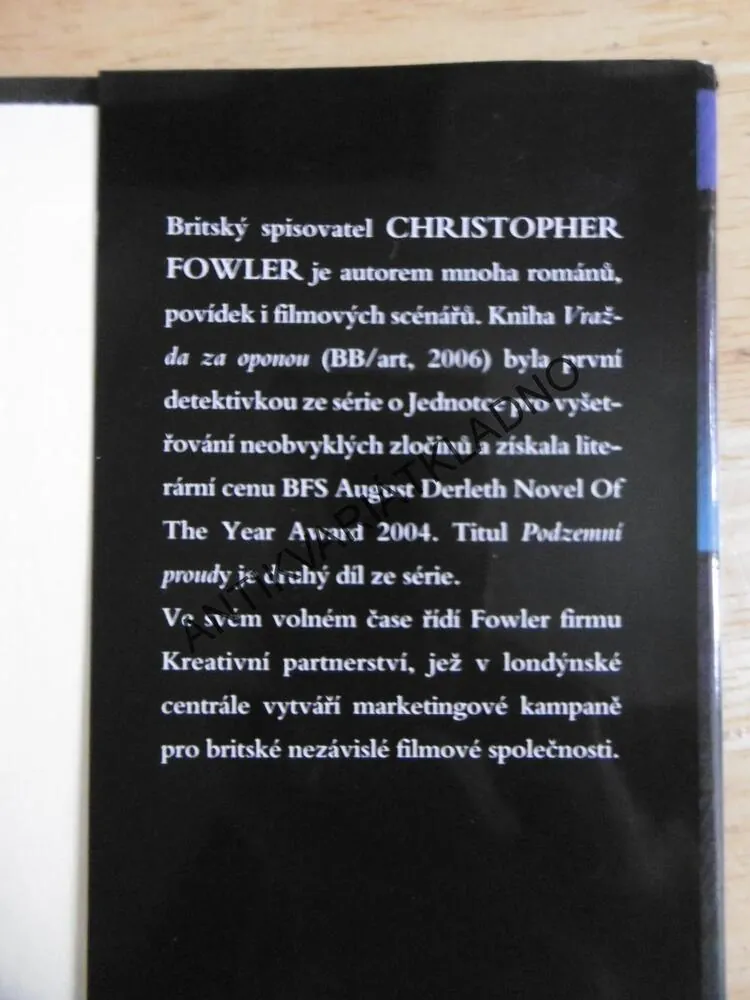 Britský spisovatel CHRISTOPHER
FOWLER je autorem mnoha románů,
povídek i filmových scénářů. Kniha Vraž-
da za oponou (BB/art, 2006) byla první
detektivkou ze série o Jednotce pro vyšet-
řování neobvyklých zločinů a získala lite-
rární cenu BFS August Derleth Novel Of
The Year Award 2004. Titul Podzemní
proudy je druhý díl ze série.
Ve svém volném čase řídí Fowler firmu
Kreativní partnerství, jež v londýnské
centrále vytváří marketingové kampaně
pro britské nezávislé filmové společnosti.
ANTIKVARIÁTKLADNO